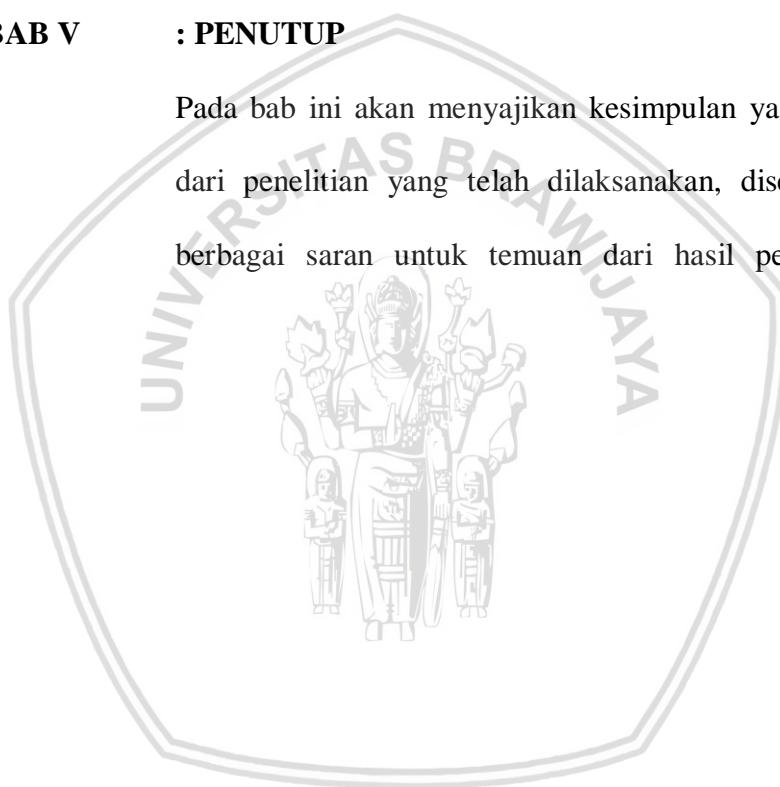 BAB V : PENUTUP
Pada bab ini akan menyajikan kesimpulan
dari penelitian yang telah dilaksanakan,
berbagai saran untuk temuan dari hasil
UNIVERSITAS BRAWIJAYA